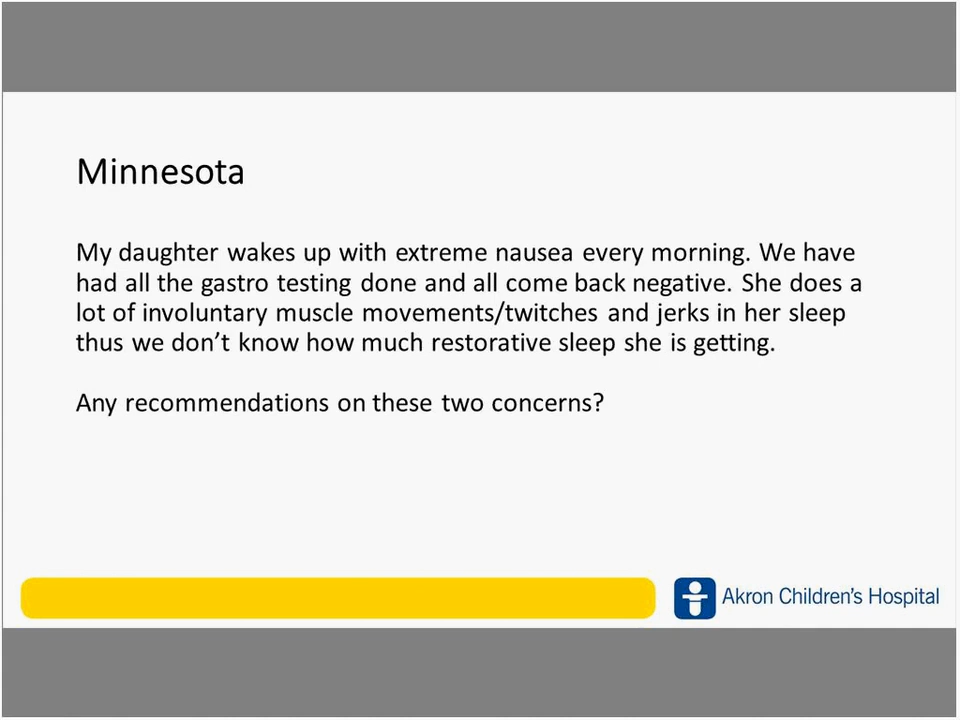 Minnesota
My daughter wakes up with extreme nausea every morning. We have
had all the gastro testing done and all come back negative. She does a
lot of involuntary muscle movements/twitches and jerks in her sleep
thus we don’t know how much restorative sleep she is getting.
Any recommendations on these two concerns?
Akron Children’s Hospital